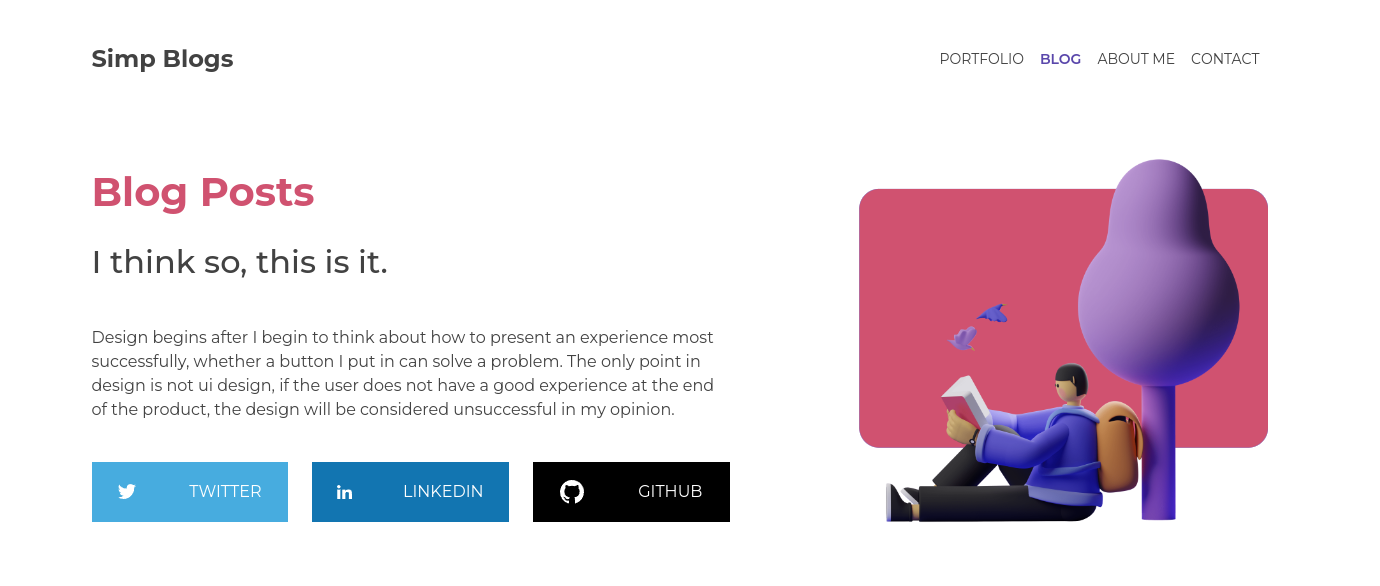 Simp Blogs
PORTFOLIO BLOG ABOUT ME CONTACT
Blog Posts
I think so, this is it.
Design begins after I begin to think about how to present an experience most
successfully, whether a button I put in can solve a problem. The only point in
design is not ui design, if the user does not have a good experience at the end
of the product, the design will be considered unsuccessful in my opinion.
TWITTER
LINKEDIN
GITHUB